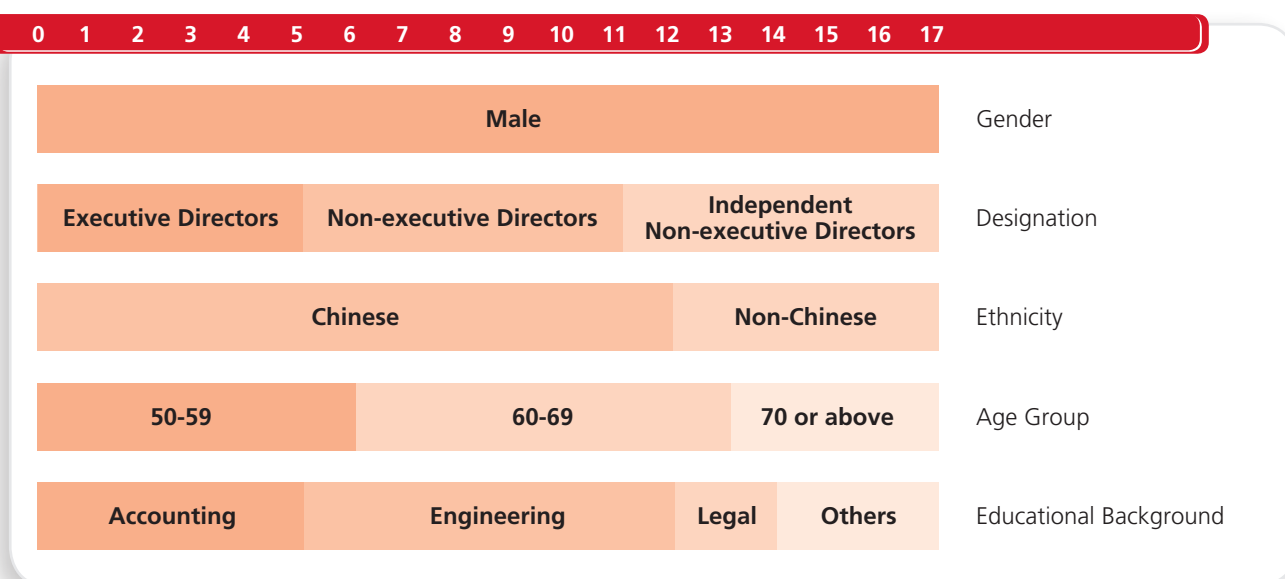 0 1 2 3 4 5 6 7 8 9 10 11 12 13 14 15 16 17
Male Gender
Executive Directors Non-executive Directors Independent
Non-executive Directors Designation
Chinese Non-Chinese Ethnicity
50-59 60-69 70 or above Age Group
Accounting Engineering Legal Others Educational Background